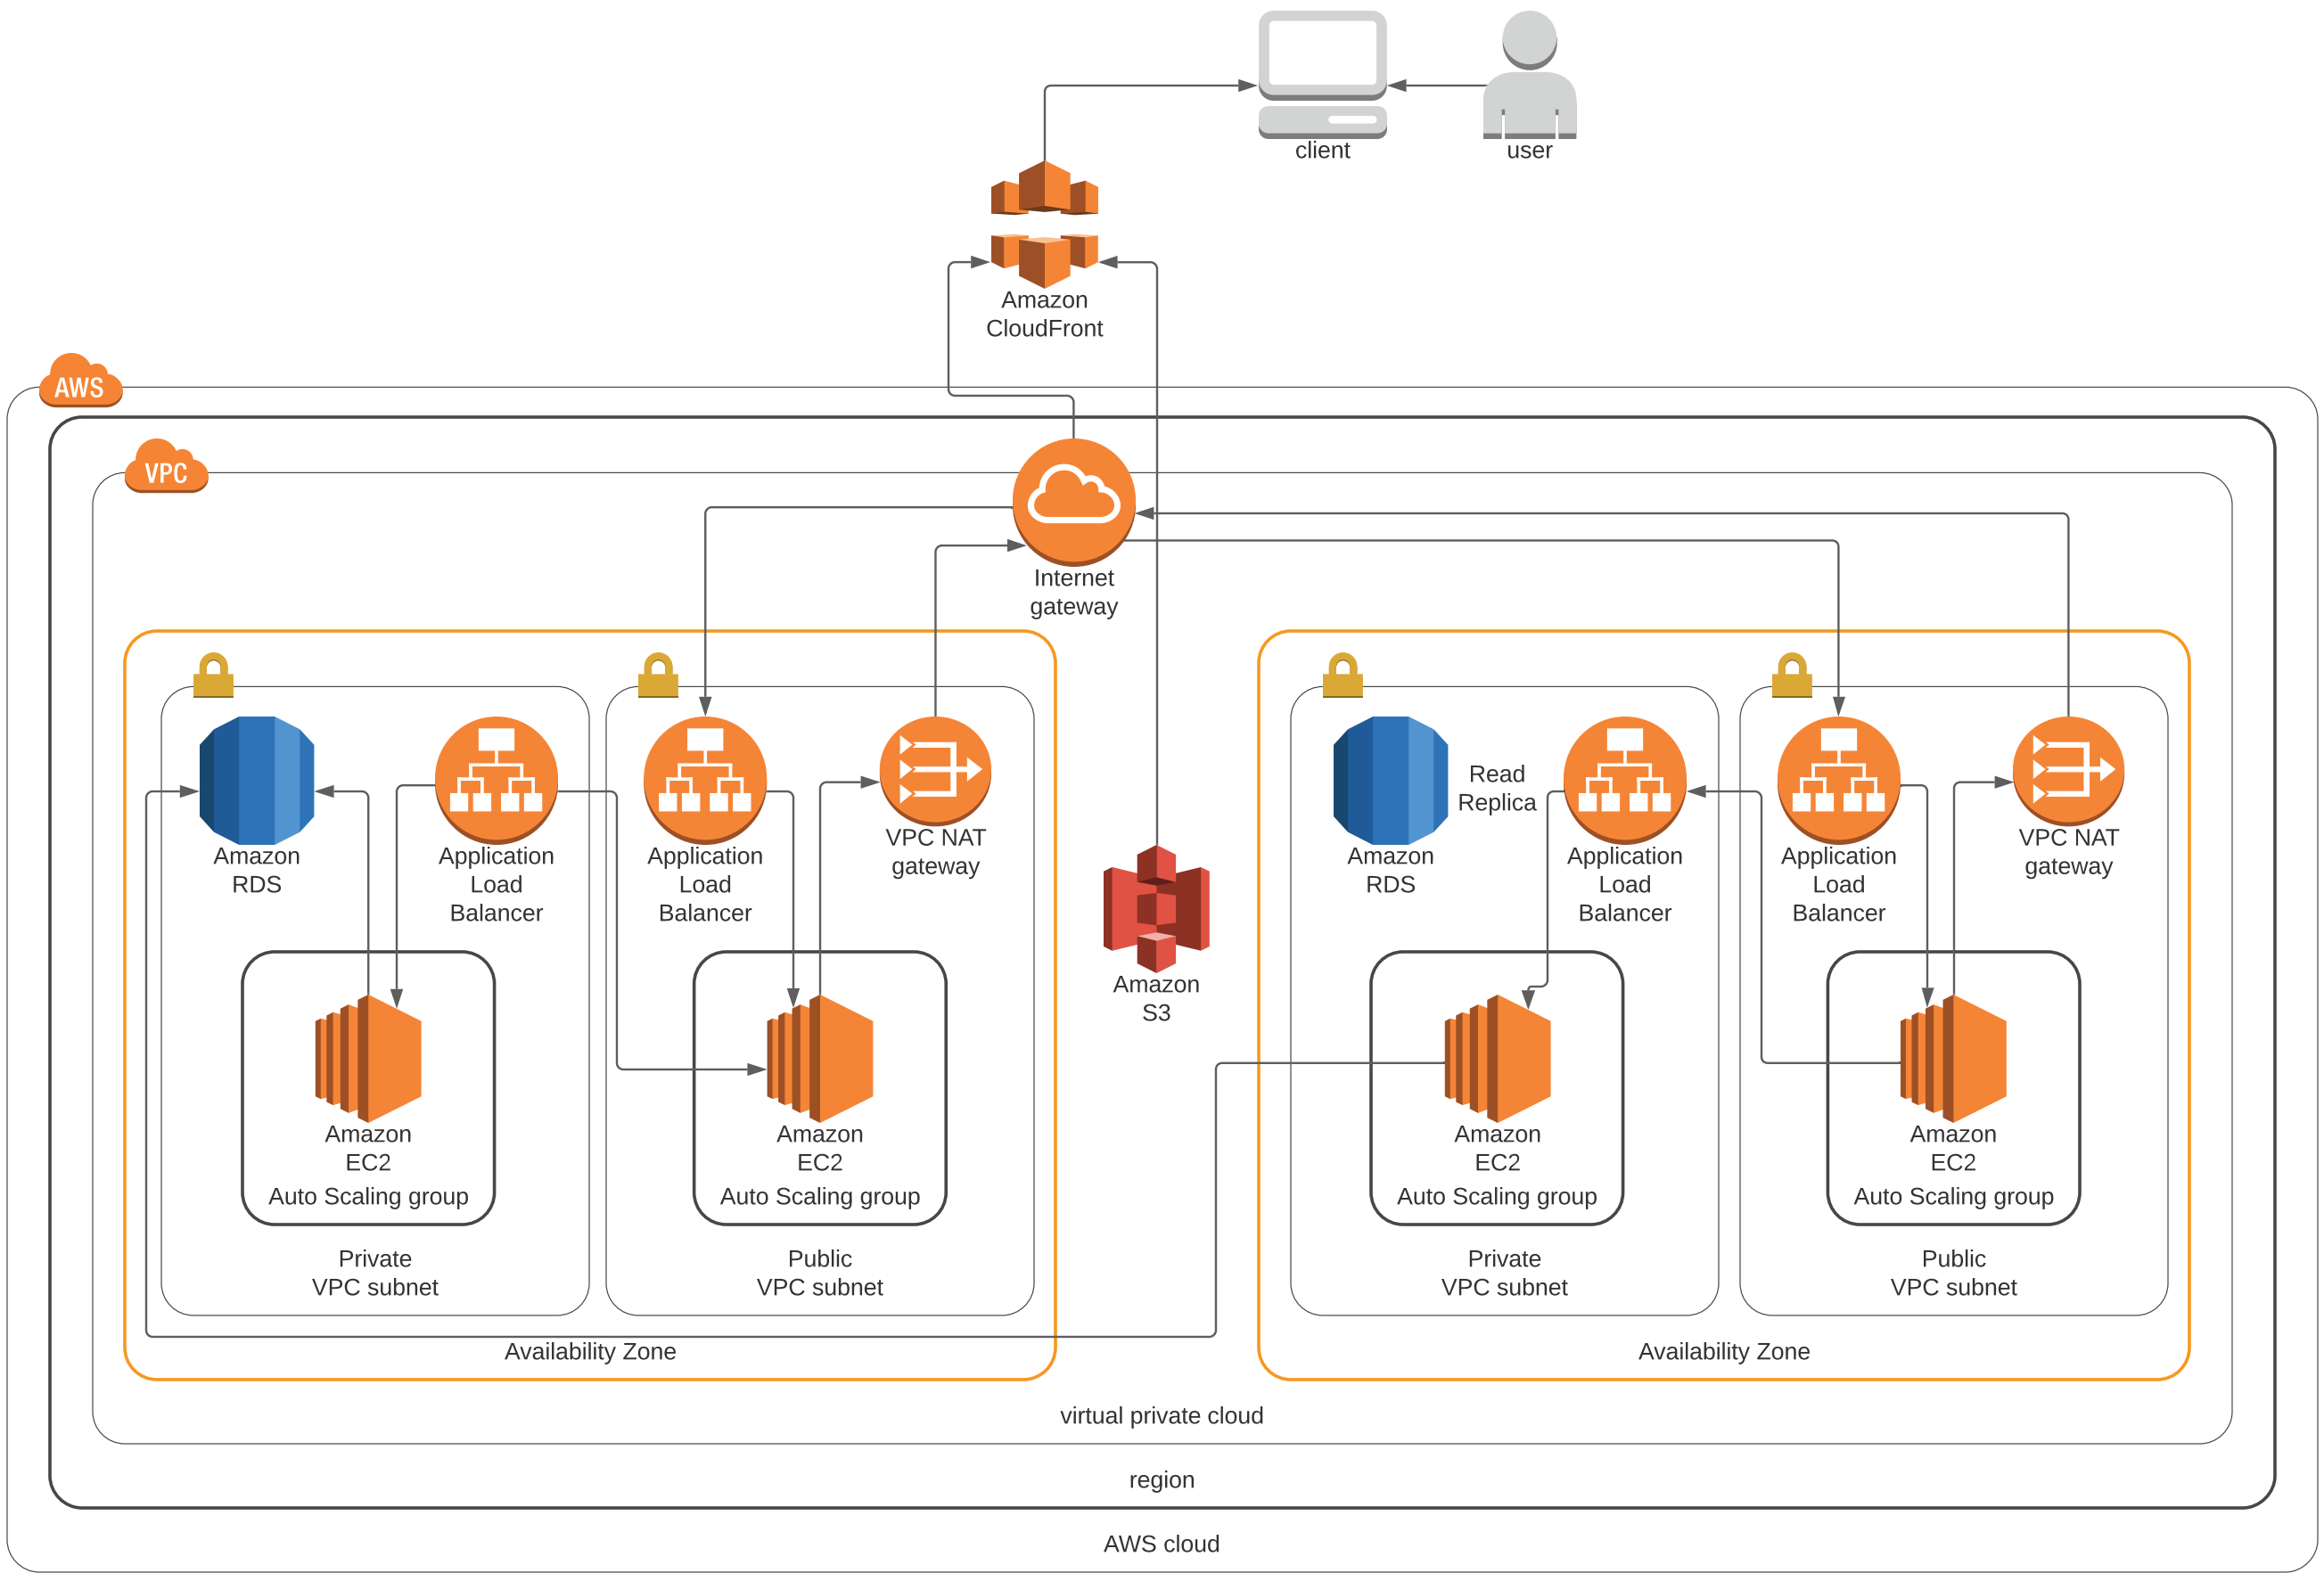 client
user
Amazon
CloudFront
AWS
VPC
Internet
gateway
Amazon
RDS
Application
Load
Balancer
Application
Load
Balancer
VPC NAT
gateway
Amazon
EC2
Auto Scaling group
Amazon
EC2
Auto Scaling group
Private
VPC subnet
Public
VPC subnet
Availability Zone
Amazon
S3
Amazon
RDS
Read
Replica
Application
Load
Balancer
Application
Load
Balancer
VPC NAT
gateway
Amazon
EC2
Auto Scaling group
Amazon
EC2
Auto Scaling group
Private
VPC subnet
Public
VPC subnet
Availability Zone
virtual private cloud
region
AWS cloud